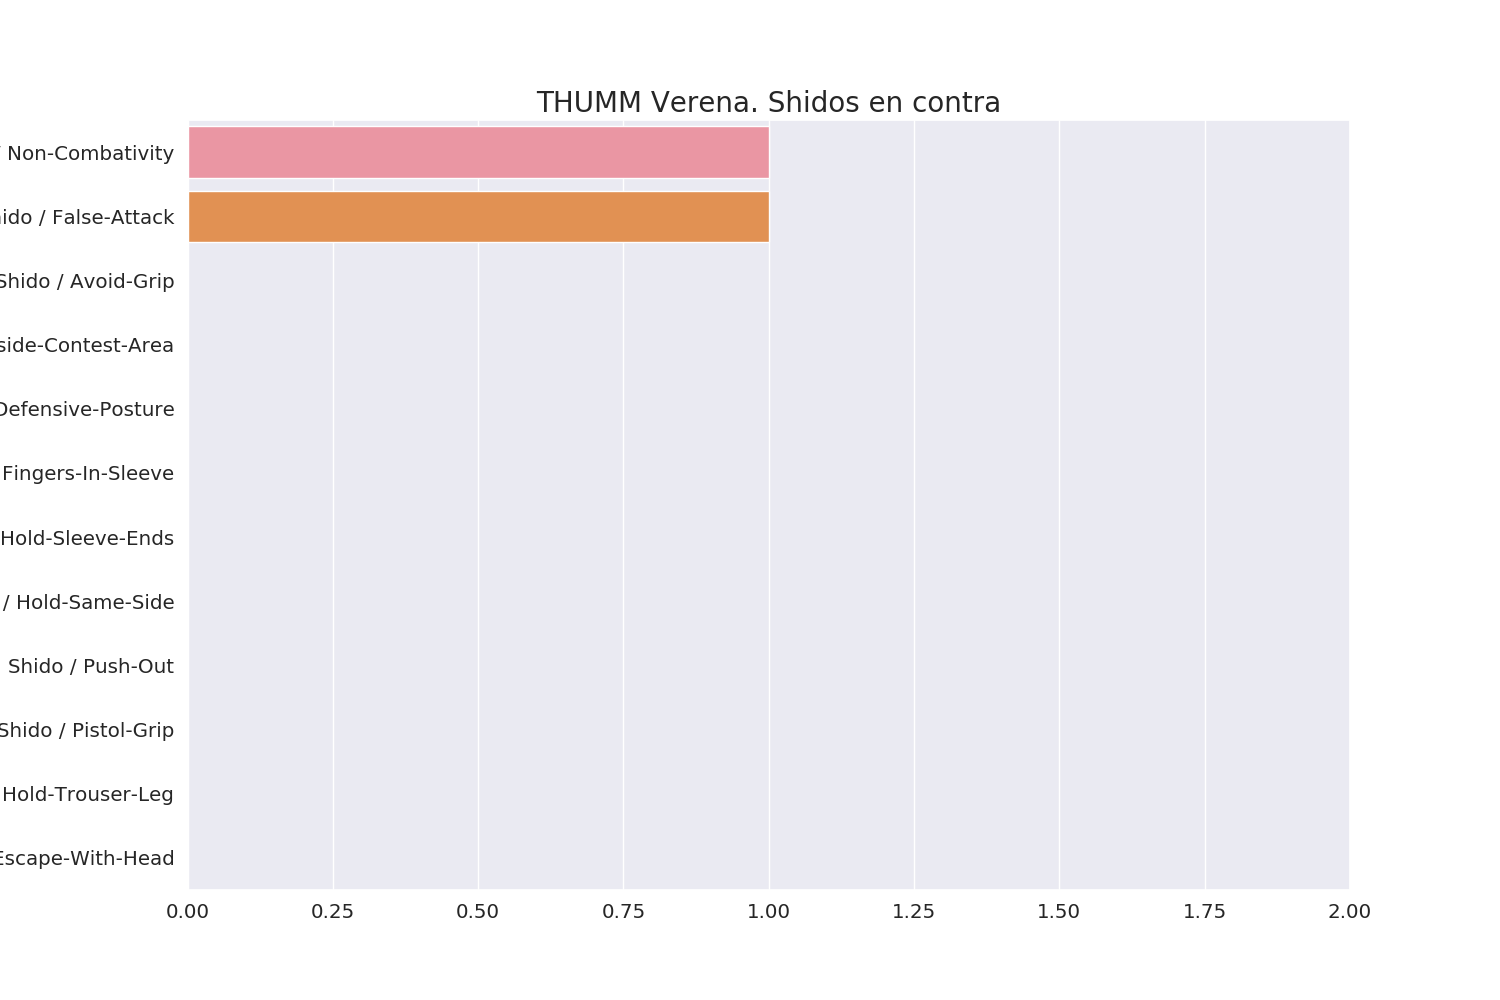 THUMM Verena. Shidos en contra
/ Non-Combativity
/ False-Attack
Shido / Avoid-Grip
-Contest-Area
Defensive-Posture
Fingers-In-Sleeve
Hold-Sleeve-Ends
/ Hold-Same-Side
Shido / Push-Out
Shido / Pistol-Grip
Hold-Trouser-Leg
Escape-With-Head
0.00 0.25 0.50 0.75 1.00 1.25 1.50 1.75 2.00